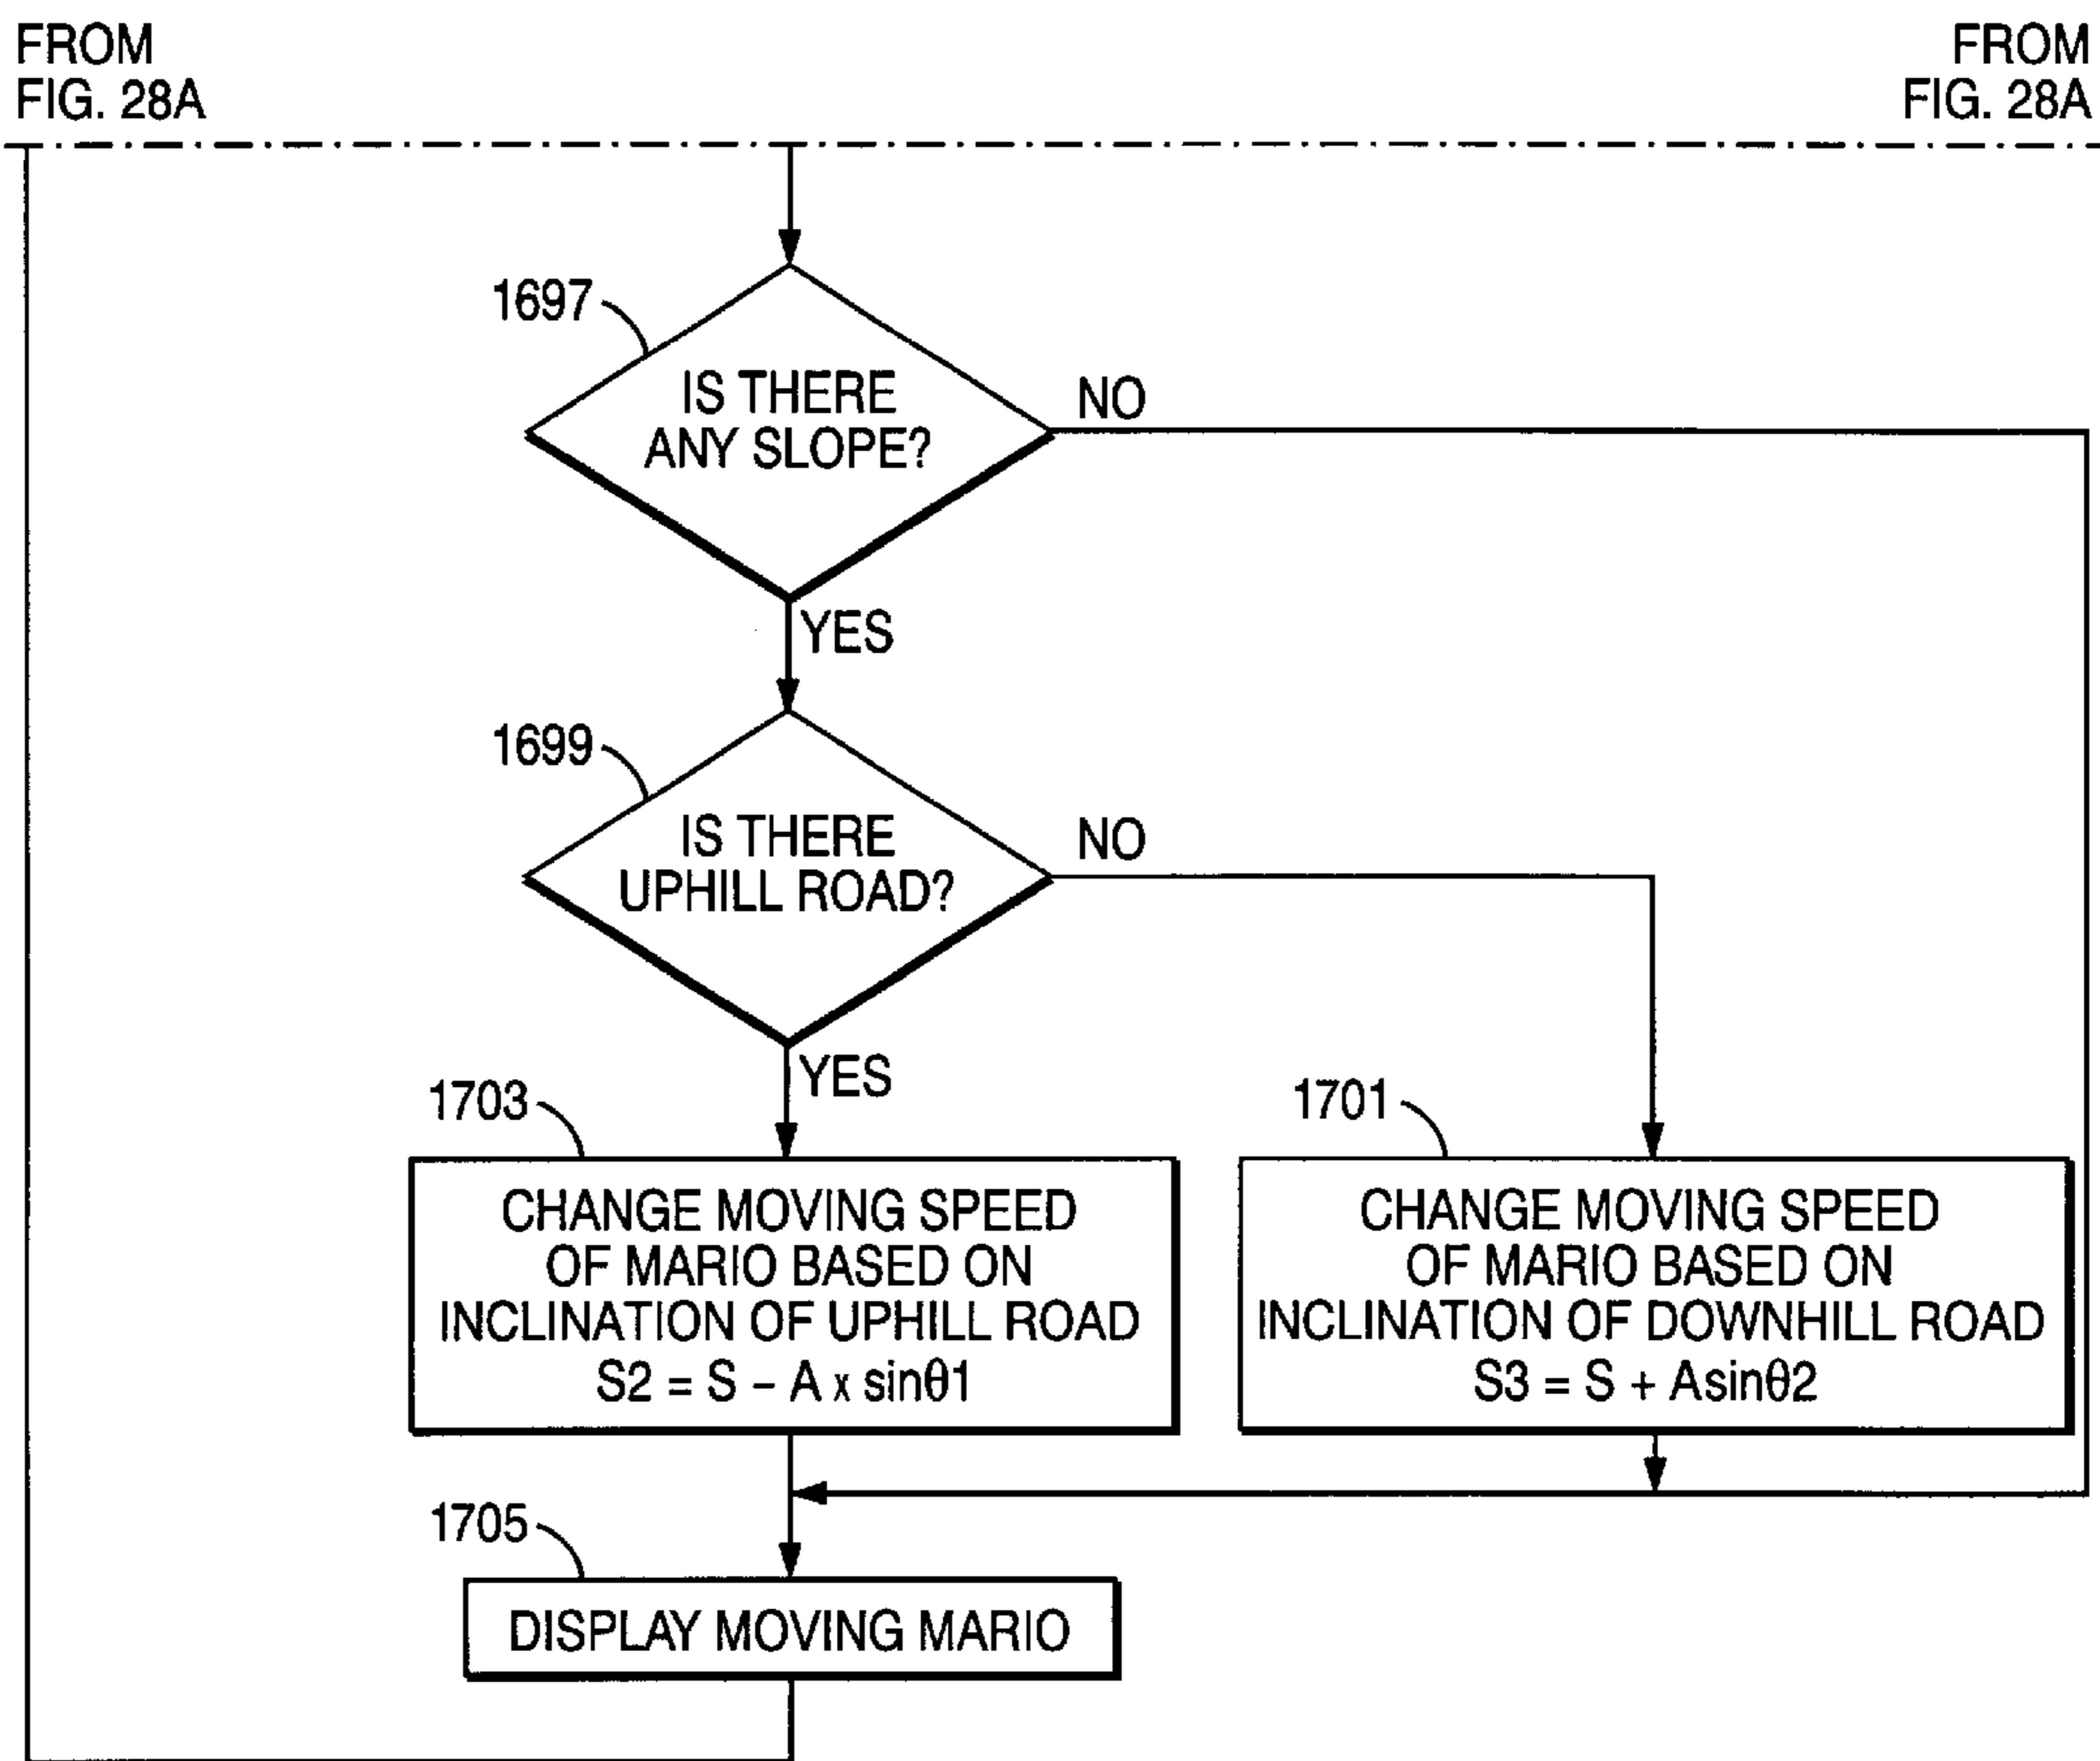 FROM
FIG. 28A
FROM
FIG. 28A
1697
IS THERE
ANY SLOPE?
NO
YES
1699
IS THERE
UPHILL ROAD?
NO
YES
1703
CHANGE MOVING SPEED
OF MARIO BASED ON
INCLINATION OF UPHILL ROAD
S2 = S – A x sinθ1
1701
CHANGE MOVING SPEED
OF MARIO BASED ON
INCLINATION OF DOWNHILL ROAD
S3 = S + Asinθ2
1705
DISPLAY MOVING MARIO